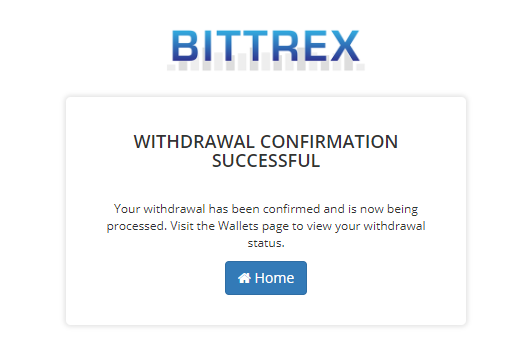 BITTREX
WITHDRAWAL CONFIRMATION
SUCCESSFUL
Your withdrawal has been confirmed and is now being
processed. Visit the Wallets page to view your withdrawal
status.
Home